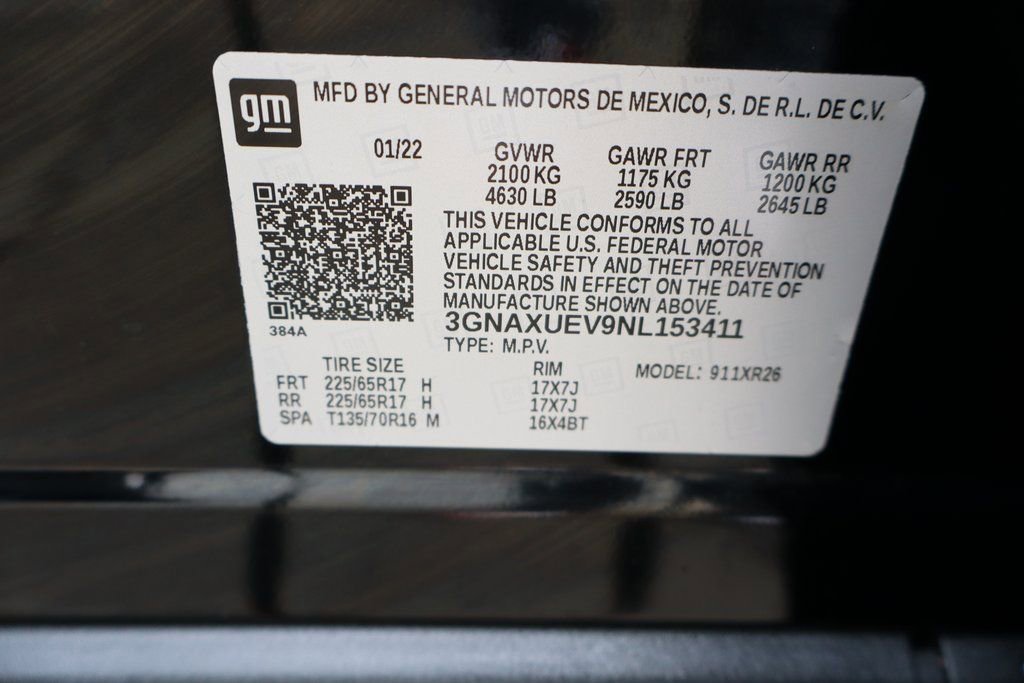 gm
MFD BY GENERAL MOTORS DE MEXICO, S. DE R.L. DE C.V.
01/22 GVWR GAWR FRT GAWR RR
2100 KG 1175 KG 1200 KG
4630 LB 2590 LB 2645 LB
THIS VEHICLE CONFORMS TO ALL
APPLICABLE U.S. FEDERAL MOTOR
VEHICLE SAFETY AND THEFT PREVENTION
STANDARDS IN EFFECT ON THE DATE OF
MANUFACTURE SHOWN ABOVE.
3GNAXUEV9NL153411
384A
TYPE: M.P.V.
TIRE SIZE RIM MODEL: 911XR26
FRT 225/65R17 H 17X7J
RR 225/65R17 H 17X7J
SPA T135/70R16 M 16X4BT